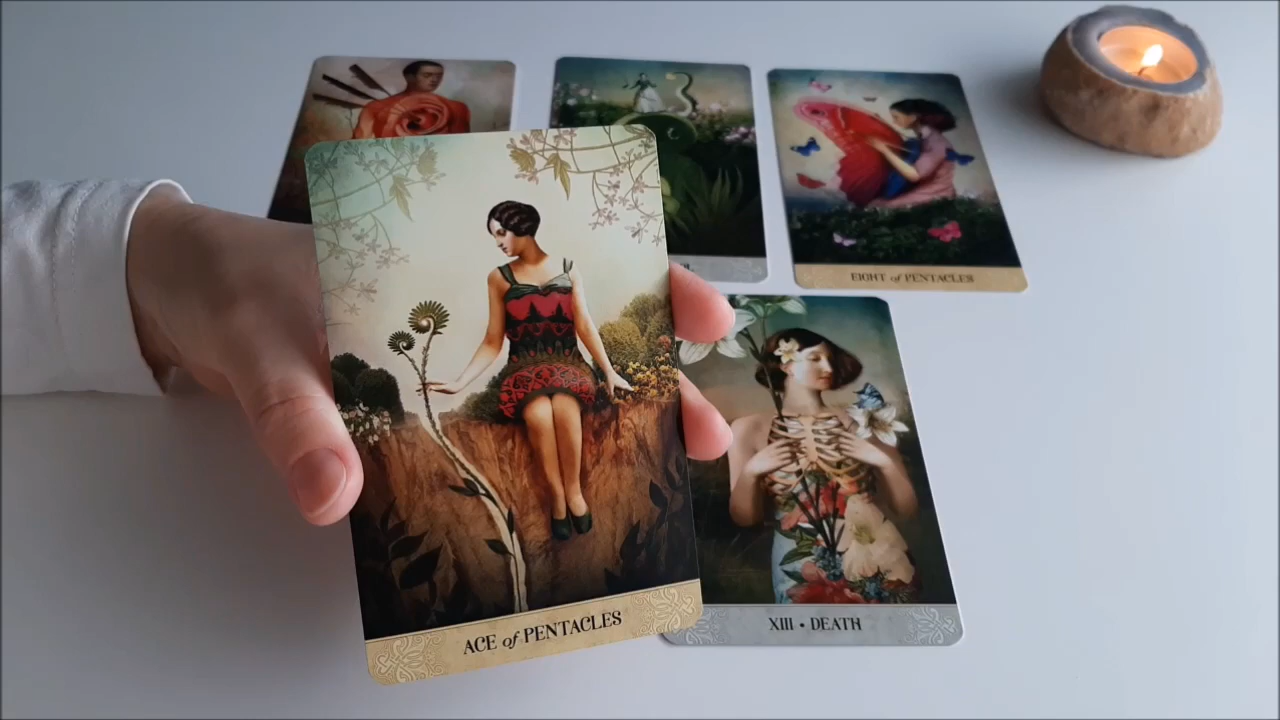 EIGHT of PENTACLES
ACE of PENTACLES
XIII • DEATH